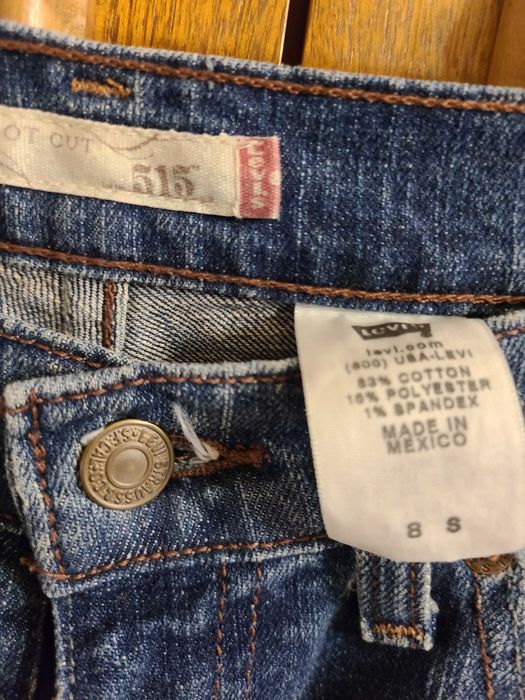 OT CUT
515
Levi's
LEVI'S
levi.com
(800) USA-LEVI
83% COTTON
16% POLYESTER
1% SPANDEX
MADE IN
MEXICO
8 S
LEVI STRAUSS & CO S.F. CAL